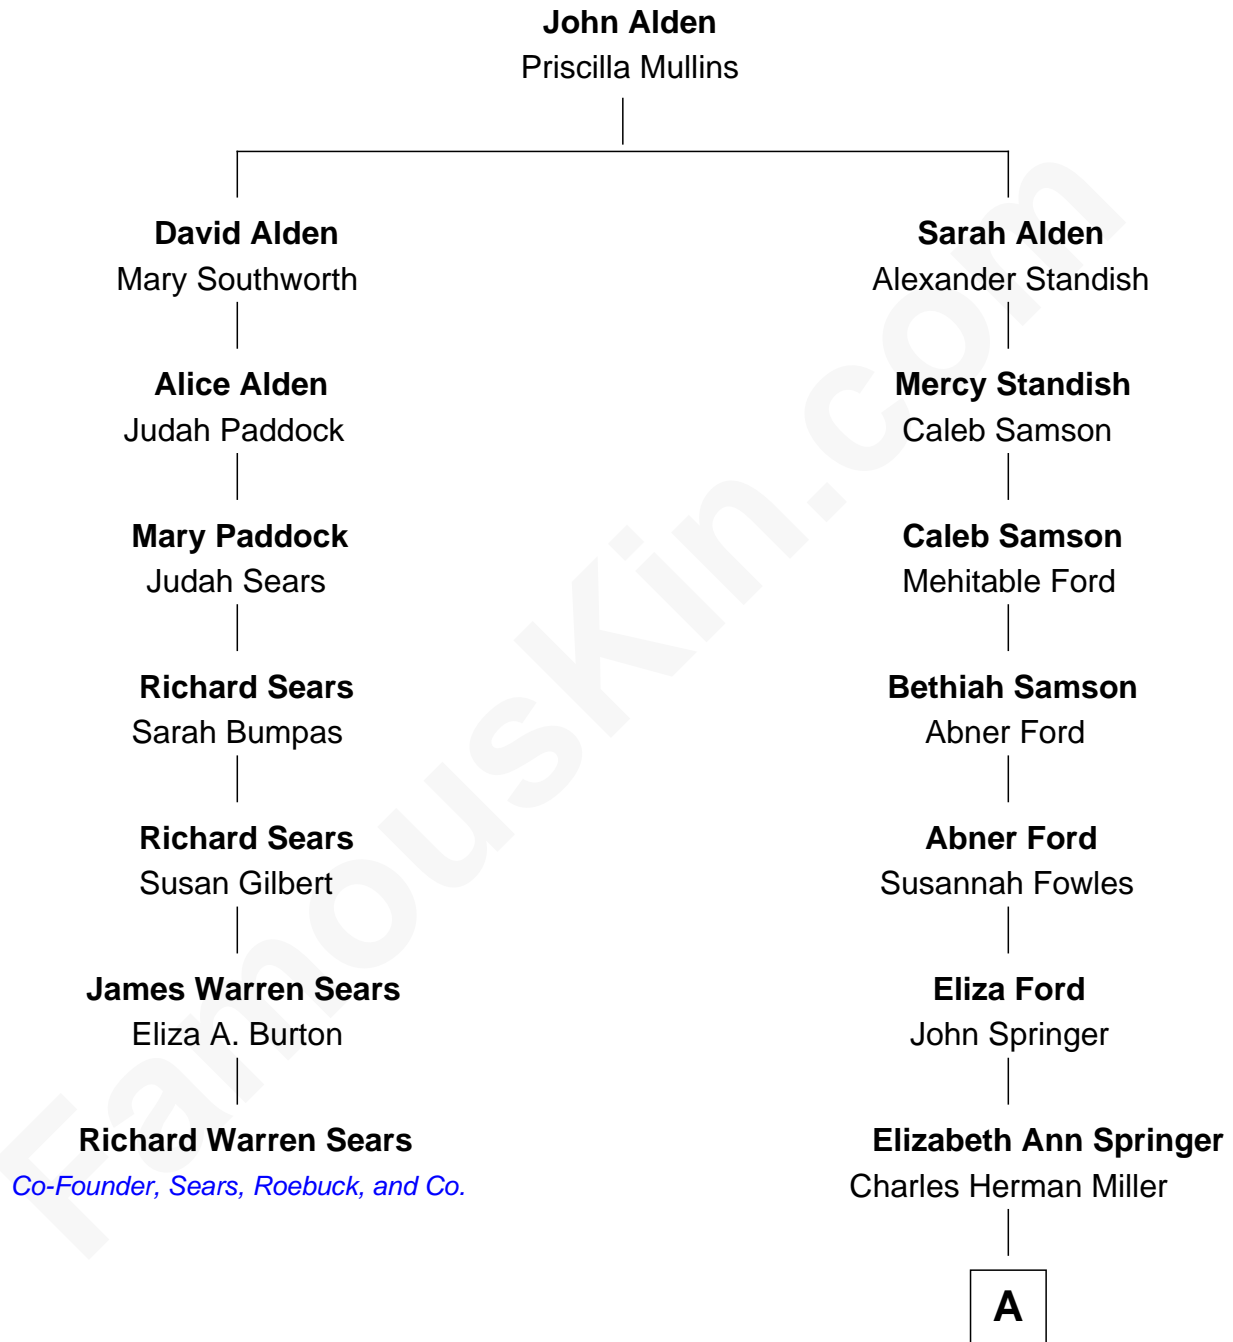 John Alden
Priscilla Mullins
David Alden
Mary Southworth
Alice Alden
Judah Paddock
Mary Paddock
Judah Sears
Richard Sears
Sarah Bumpas
Richard Sears
Susan Gilbert
James Warren Sears
Eliza A. Burton
Richard Warren Sears
Co-Founder, Sears, Roebuck, and Co.
Sarah Alden
Alexander Standish
Mercy Standish
Caleb Samson
Caleb Samson
Mehitable Ford
Bethiah Samson
Abner Ford
Abner Ford
Susannah Fowles
Eliza Ford
John Springer
Elizabeth Ann Springer
Charles Herman Miller
A
FamousKin.com